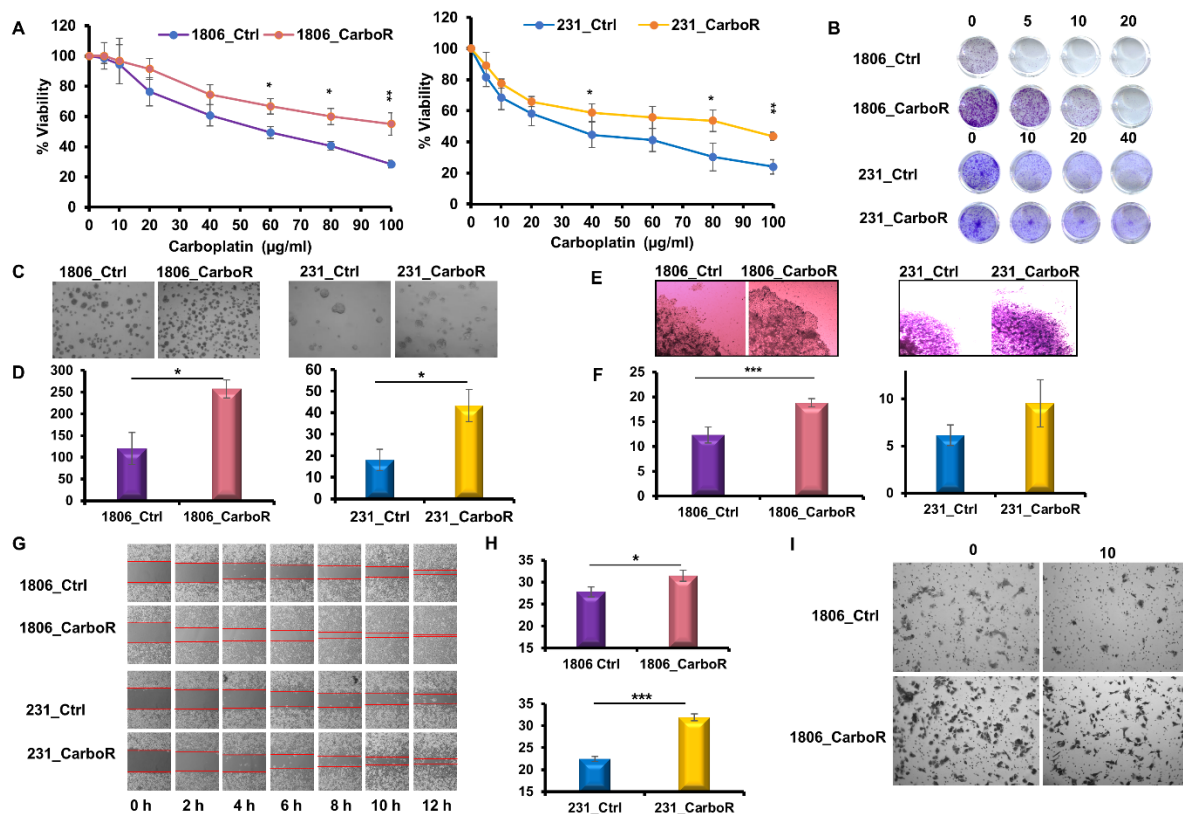 A
1806_Ctrl 1806_CarboR
% Viability
120
100
80
60
40
20
0
* * **
0 10 20 30 40 50 60 70 80 90 100
Carboplatin (µg/ml)
231_Ctrl 231_CarboR
% Viability
120
100
80
60
40
20
0
* * **
0 10 20 30 40 50 60 70 80 90 100
Carboplatin (µg/ml)
B
0 5 10 20
1806_Ctrl
1806_CarboR
0 10 20 40
231_Ctrl
231_CarboR
C
1806_Ctrl 1806_CarboR
231_Ctrl 231_CarboR
D
300
250
200
150
100
50
0
*
1806_Ctrl 1806_CarboR
60
50
40
30
20
10
0
*
231_Ctrl 231_CarboR
E
1806_Ctrl 1806_CarboR
231_Ctrl 231_CarboR
F
25
20
15
10
5
0
***
1806_Ctrl 1806_CarboR
10
5
0
231_Ctrl 231_CarboR
G
1806_Ctrl
1806_CarboR
231_Ctrl
231_CarboR
0 h 2 h 4 h 6 h 8 h 10 h 12 h
H
35
31
27
23
19
15
*
1806 Ctrl 1806_CarboR
35
30
25
20
15
***
231_Ctrl 231_CarboR
I
0 10
1806_Ctrl
1806_CarboR